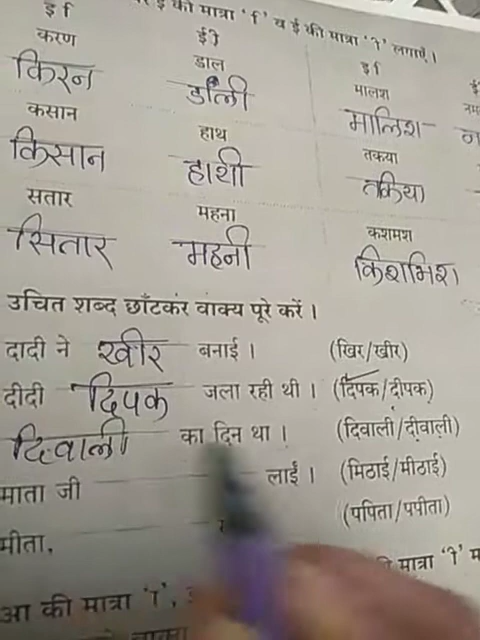 इ ि की मात्रा 'ि' व ई की मात्रा 'ी' लगाएँ।
इ ि ई ी इ ि
करण डाल मालश
किरन डॉली मालिश
कसान हाथ तकया
किसान हाथी तकिया
सतार महना कशमश
सितार महनी किशमिश
उचित शब्द छाँटकर वाक्य पूरे करें।
दादी ने खीर बनाई। (खिर/खीर)
दीदी दिपक जला रही थी। (दिपक/दीपक)
दिवाली का दिन था। (दिवाली/दीवाली)
माता जी लाईं। (मिठाई/मीठाई)
मीता, (पपिता/पपीता)
मात्रा 'ी'
आ की मात्रा 'ा',